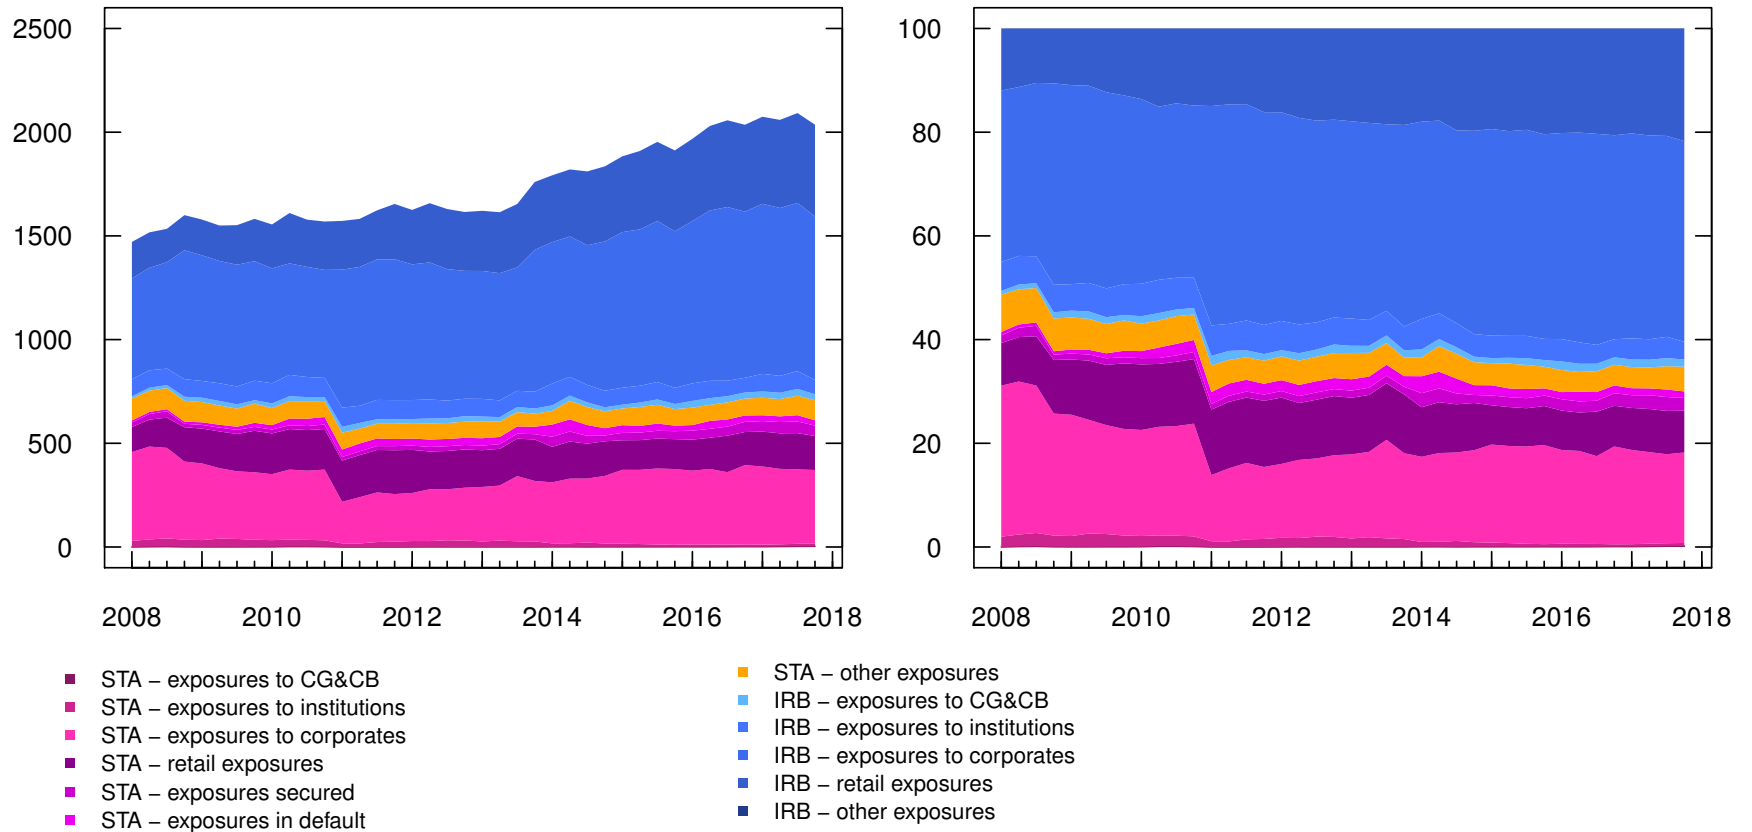 2500
2000
1500
1000
500
0
2008 2010 2012 2014 2016 2018
100
80
60
40
20
0
2008 2010 2012 2014 2016 2018
STA − exposures to CG&CB
STA − exposures to institutions
STA − exposures to corporates
STA − retail exposures
STA − exposures secured
STA − exposures in default
STA − other exposures
IRB − exposures to CG&CB
IRB − exposures to institutions
IRB − exposures to corporates
IRB − retail exposures
IRB − other exposures